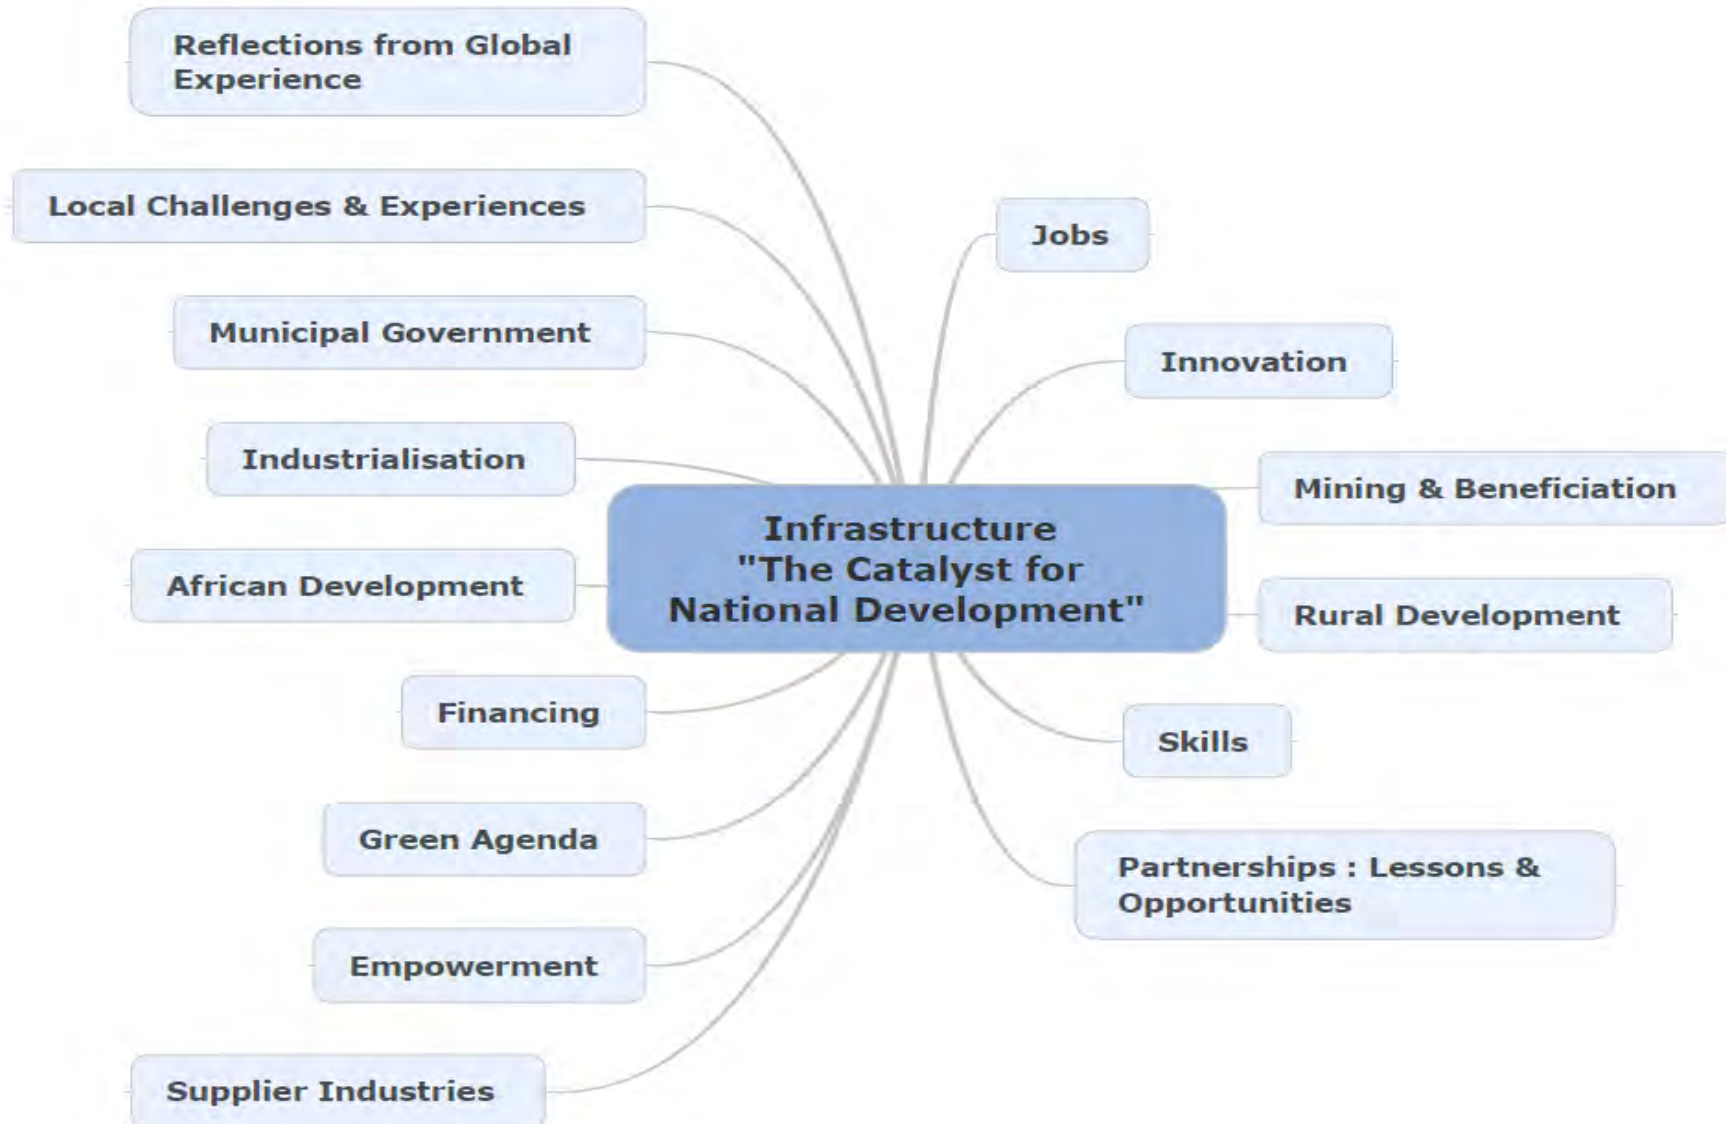 Reflections from Global
Experience
Local Challenges & Experiences
Municipal Government
Industrialisation
African Development
Financing
Green Agenda
Empowerment
Supplier Industries
Infrastructure
"The Catalyst for
National Development"
Jobs
Innovation
Mining & Beneficiation
Rural Development
Skills
Partnerships : Lessons &
Opportunities